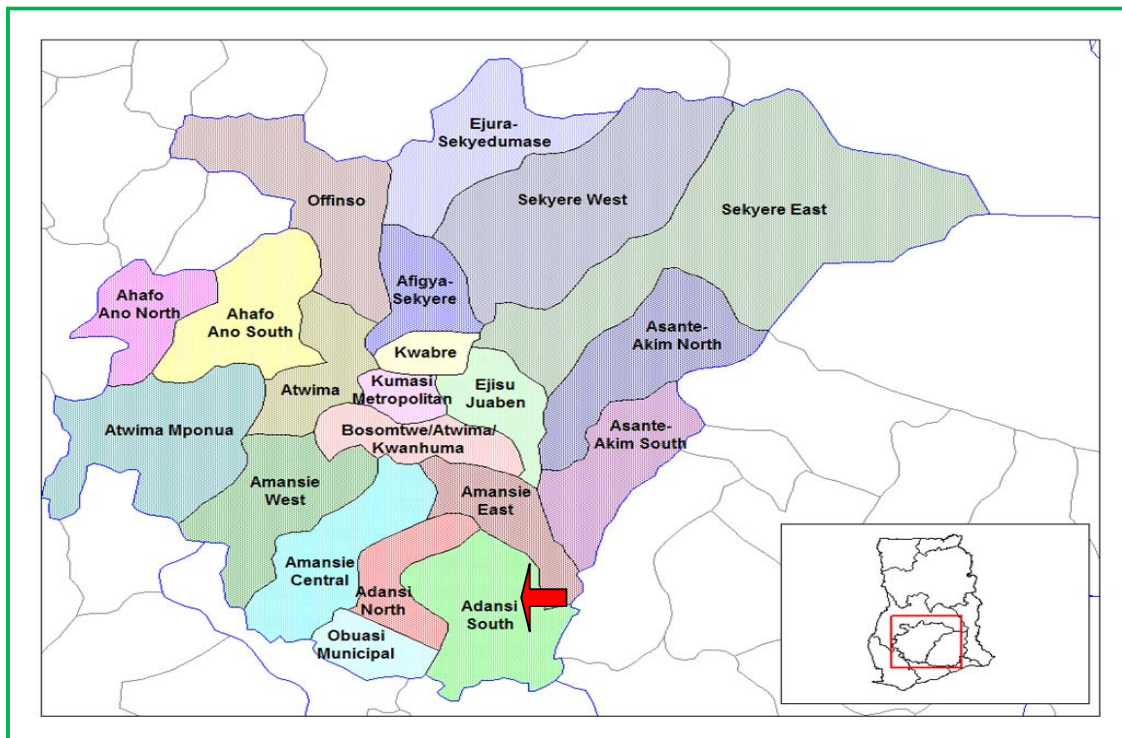 Ejura-
Sekyedumase
Offinso
Sekyere West
Sekyere East
Afigya-
Sekyere
Ahafo
Ano North
Ahafo
Ano South
Asante-
Akim North
Kwabre
Atwima
Kumasi
Metropolitan
Ejisu
Juaben
Atwima Mponua
Bosomtwe/Atwima/
Kwanhuma
Asante-
Akim South
Amansie
West
Amansie
East
Amansie
Central
Adansi
North
Adansi
South
Obuasi
Municipal